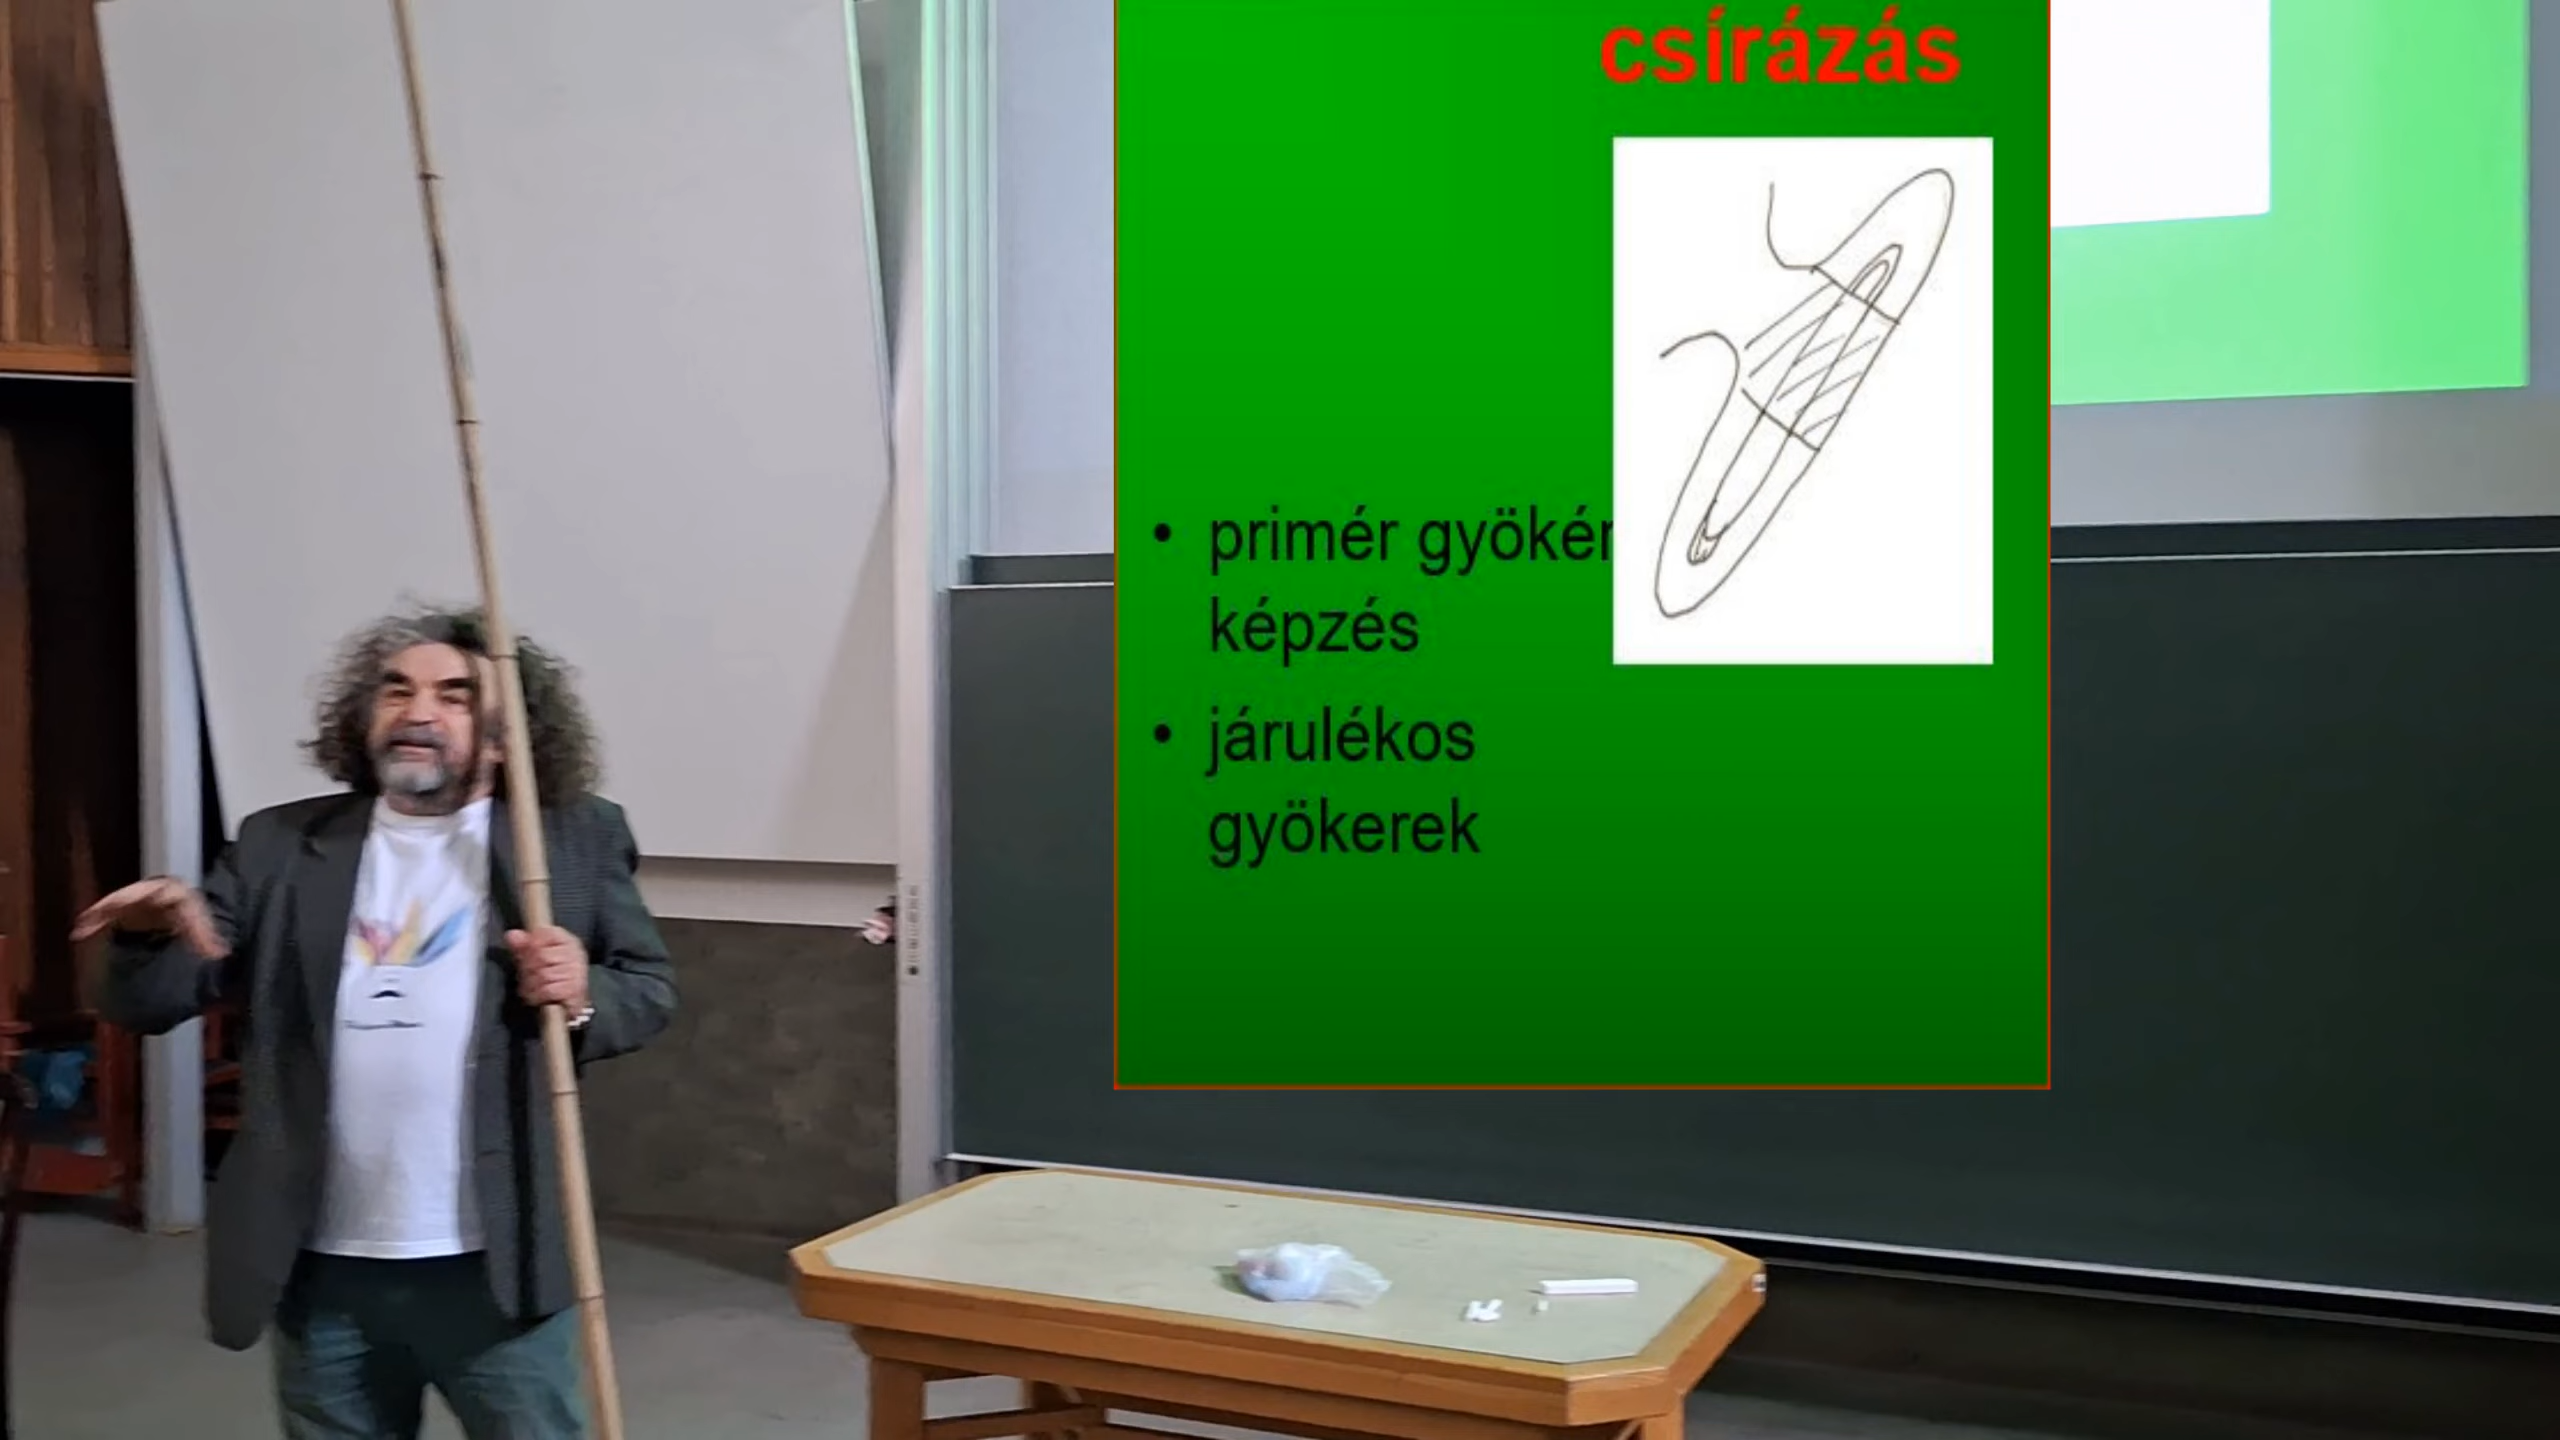 csírázás
• primér gyökér
képzés
• járulékos
gyökerek